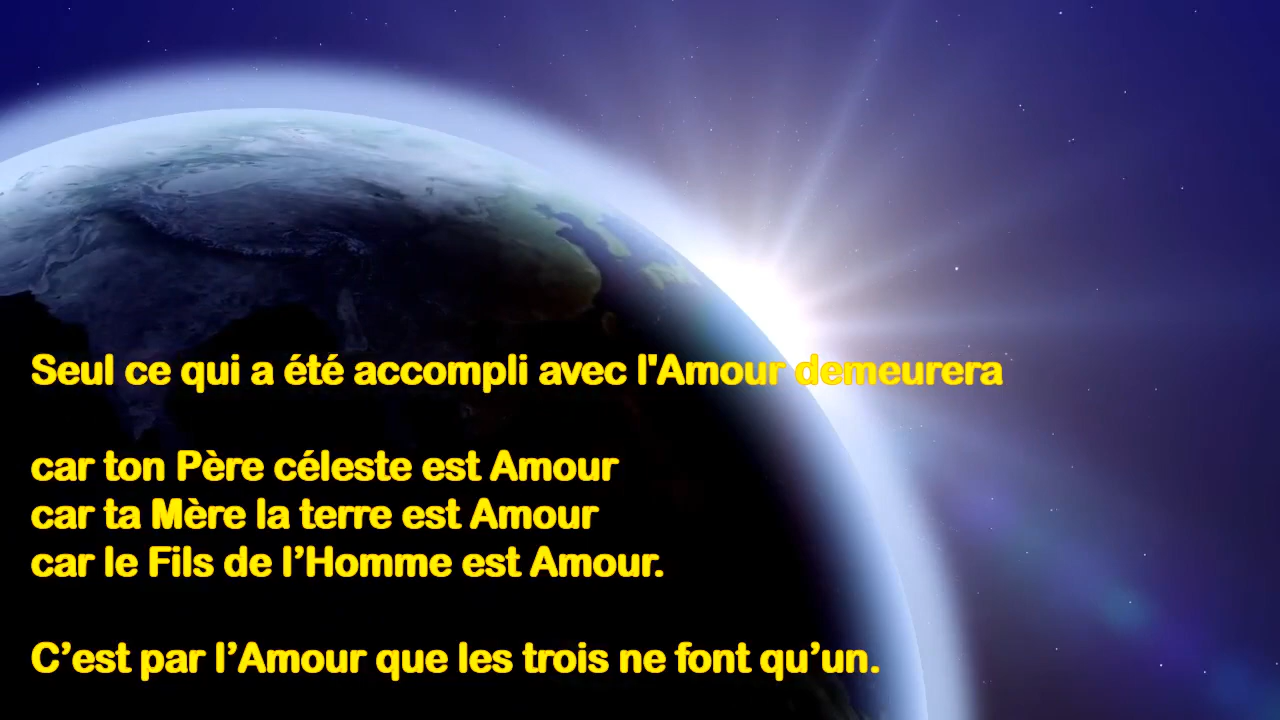 Seul ce qui a été accompli avec l'Amour demeurera
car ton Père céleste est Amour
car ta Mère la terre est Amour
car le Fils de l’Homme est Amour.
C’est par l’Amour que les trois ne font qu’un.